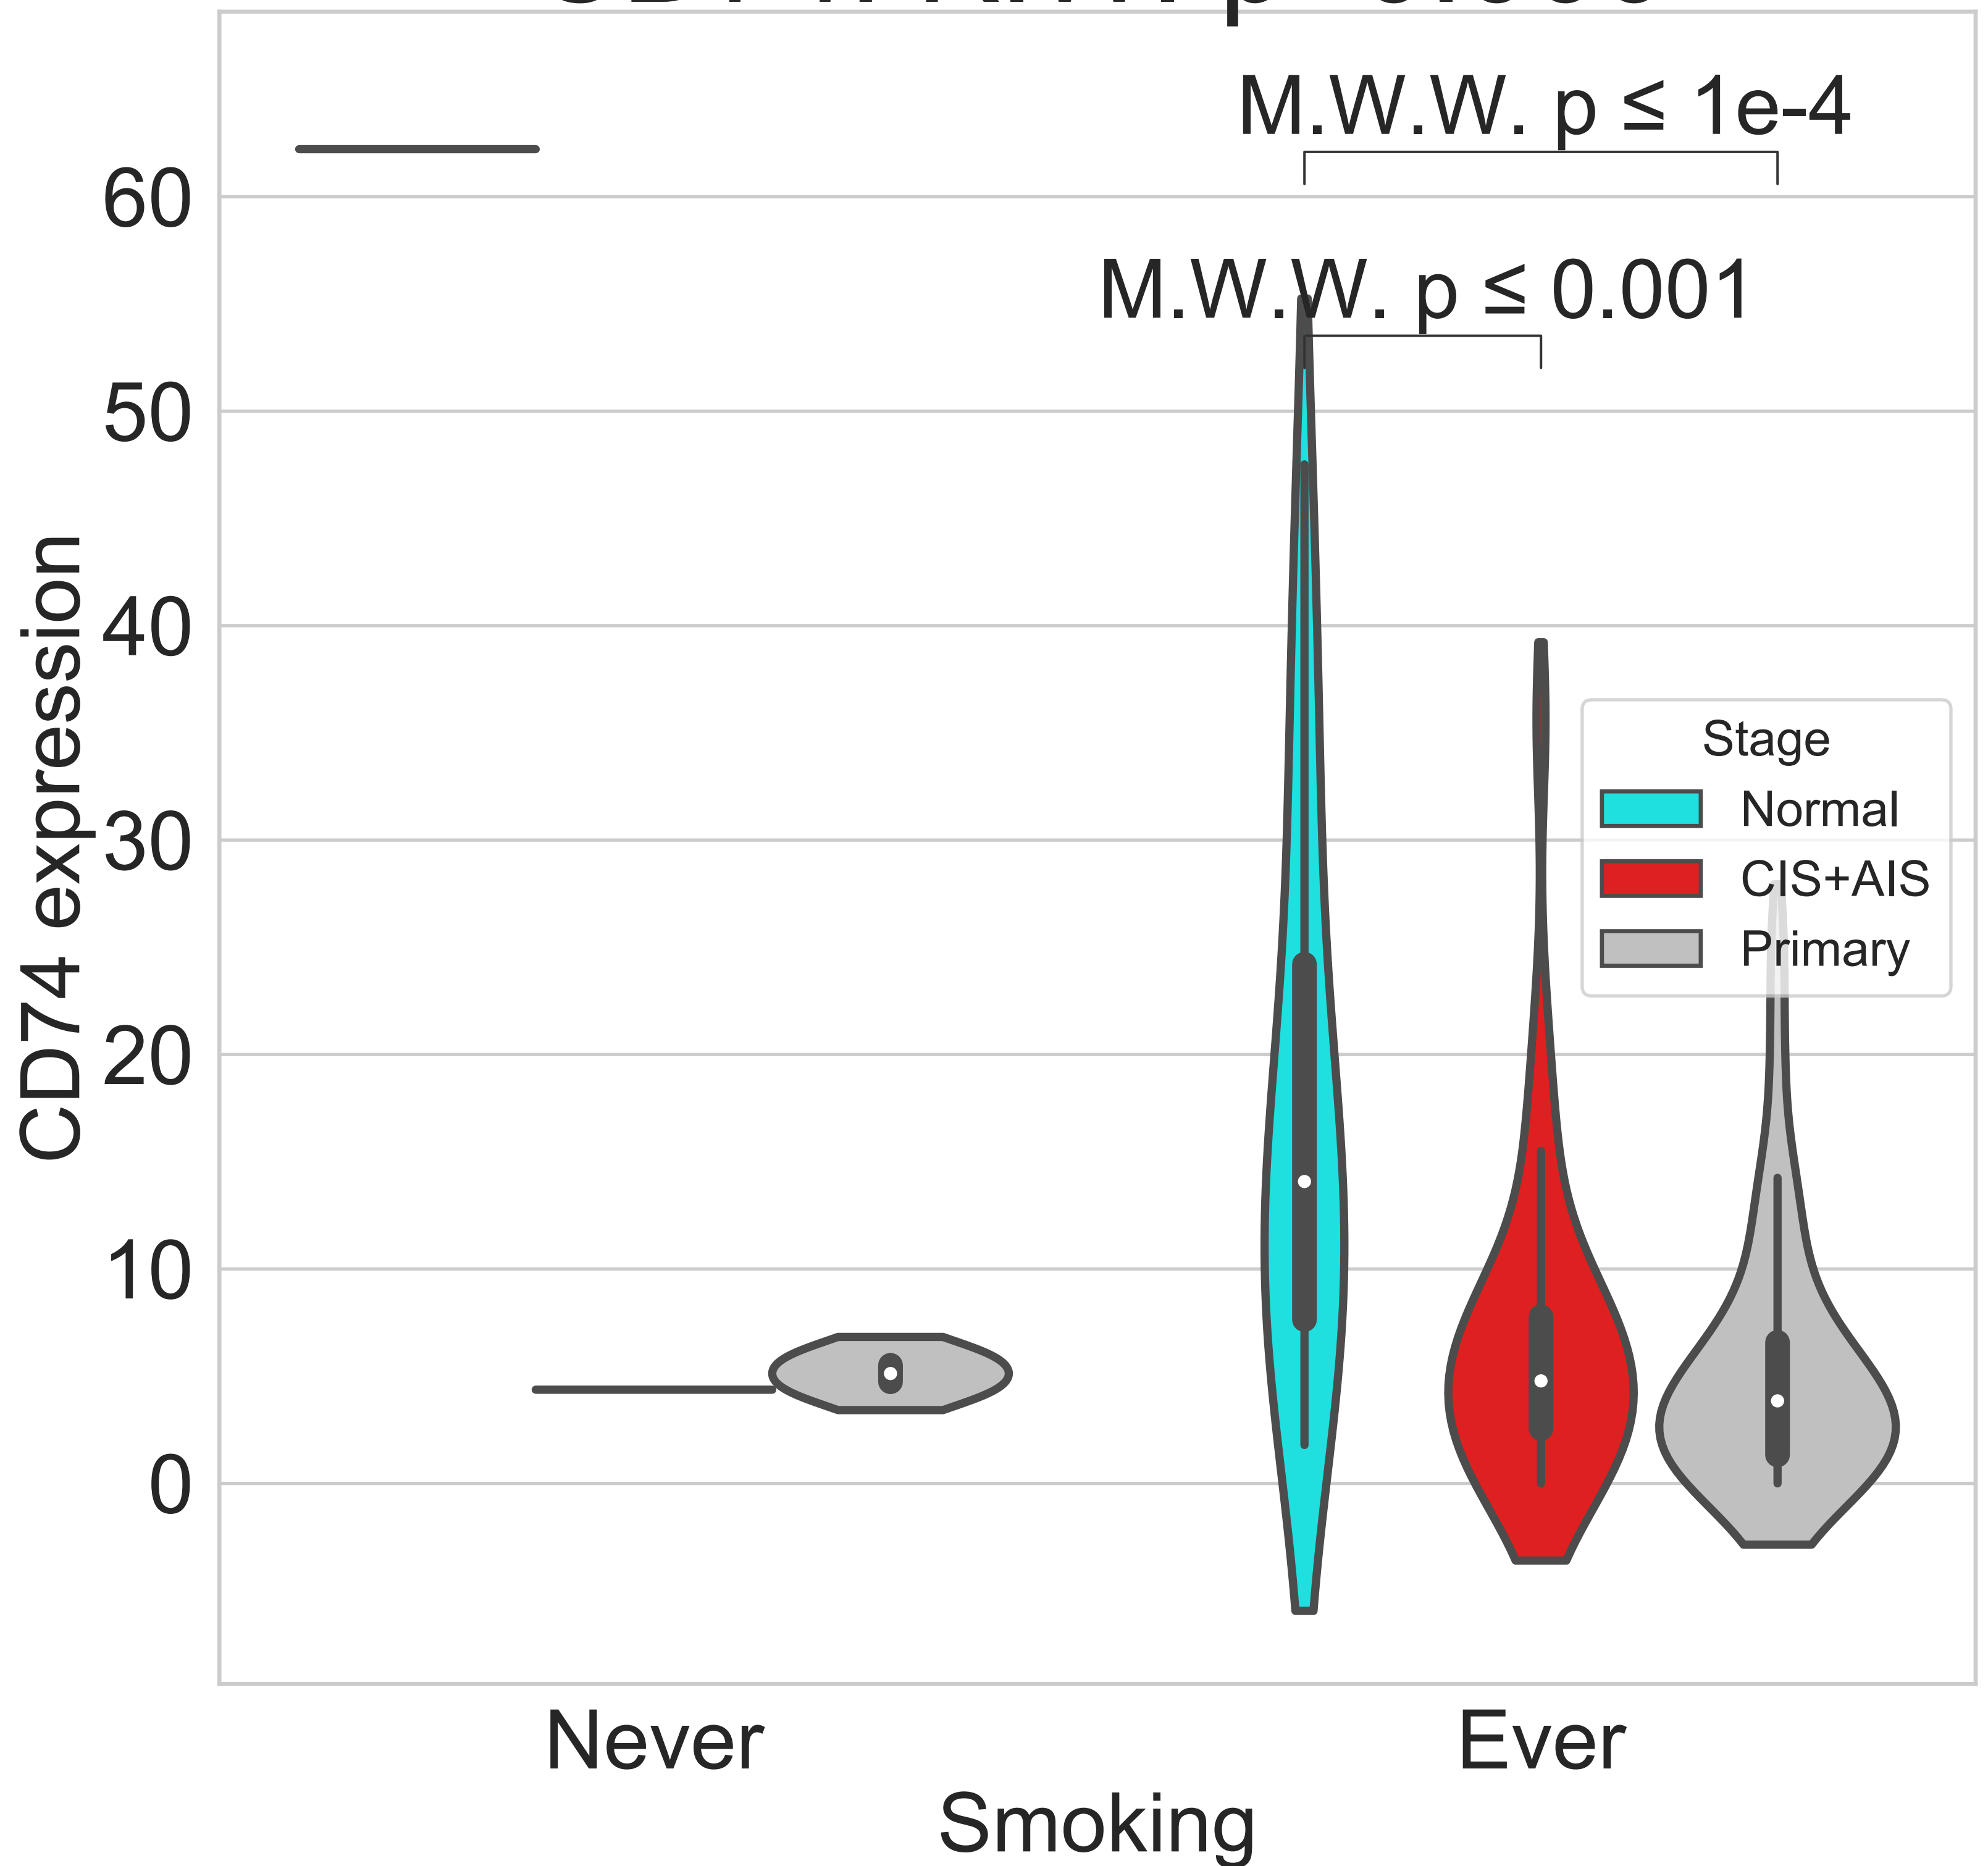 M.W.W. p ≤ 1e-4
M.W.W. p ≤ 0.001
60
50
40
30
20
10
0
CD74 expression
Stage
Normal
CIS+AIS
Primary
Never
Ever
Smoking